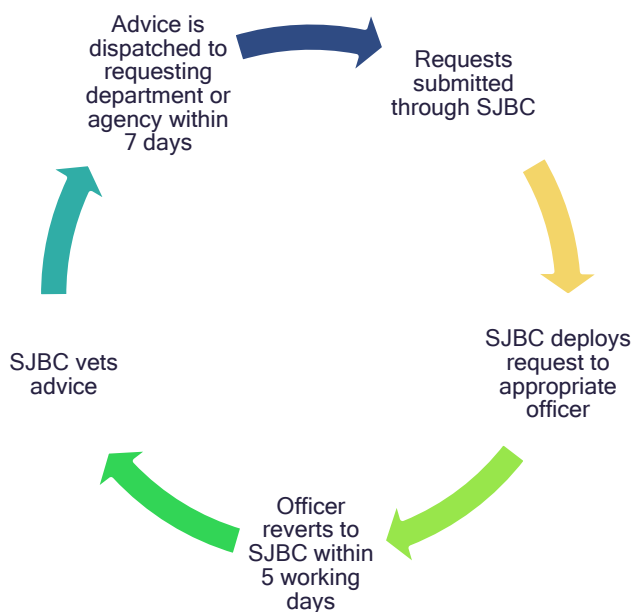 Advice is
dispatched to
requesting
department or
agency within
7 days
Requests
submitted
through SJBC
SJBC deploys
request to
appropriate
officer
Officer
reverts to
SJBC within
5 working
days
SJBC vets
advice